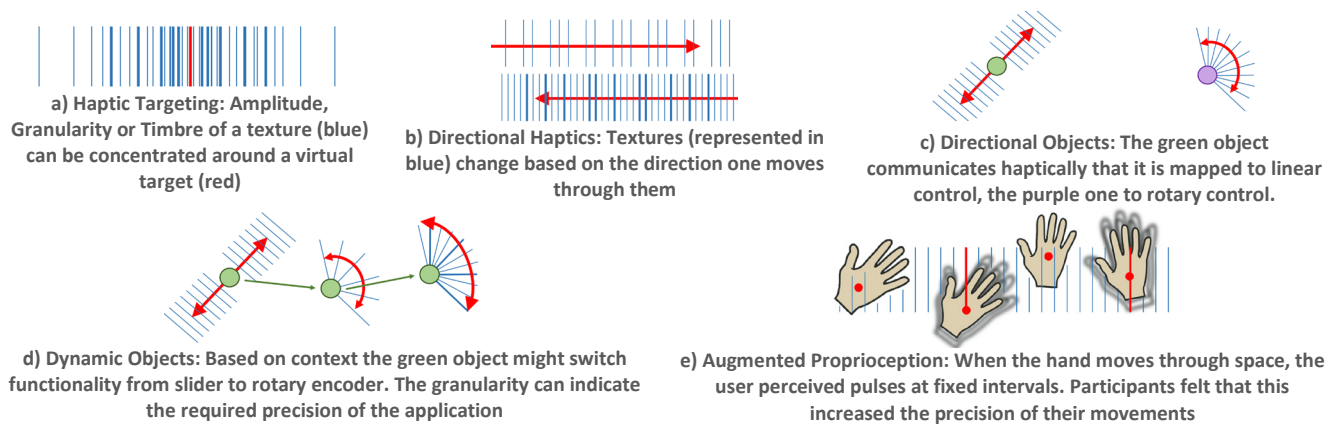 a) Haptic Targeting: Amplitude,
Granularity or Timbre of a texture (blue)
can be concentrated around a virtual
target (red)
b) Directional Haptics: Textures (represented in
blue) change based on the direction one moves
through them
c) Directional Objects: The green object
communicates haptically that it is mapped to linear
control, the purple one to rotary control.
d) Dynamic Objects: Based on context the green object might switch
functionality from slider to rotary encoder. The granularity can indicate
the required precision of the application
e) Augmented Proprioception: When the hand moves through space, the
user perceived pulses at fixed intervals. Participants felt that this
increased the precision of their movements